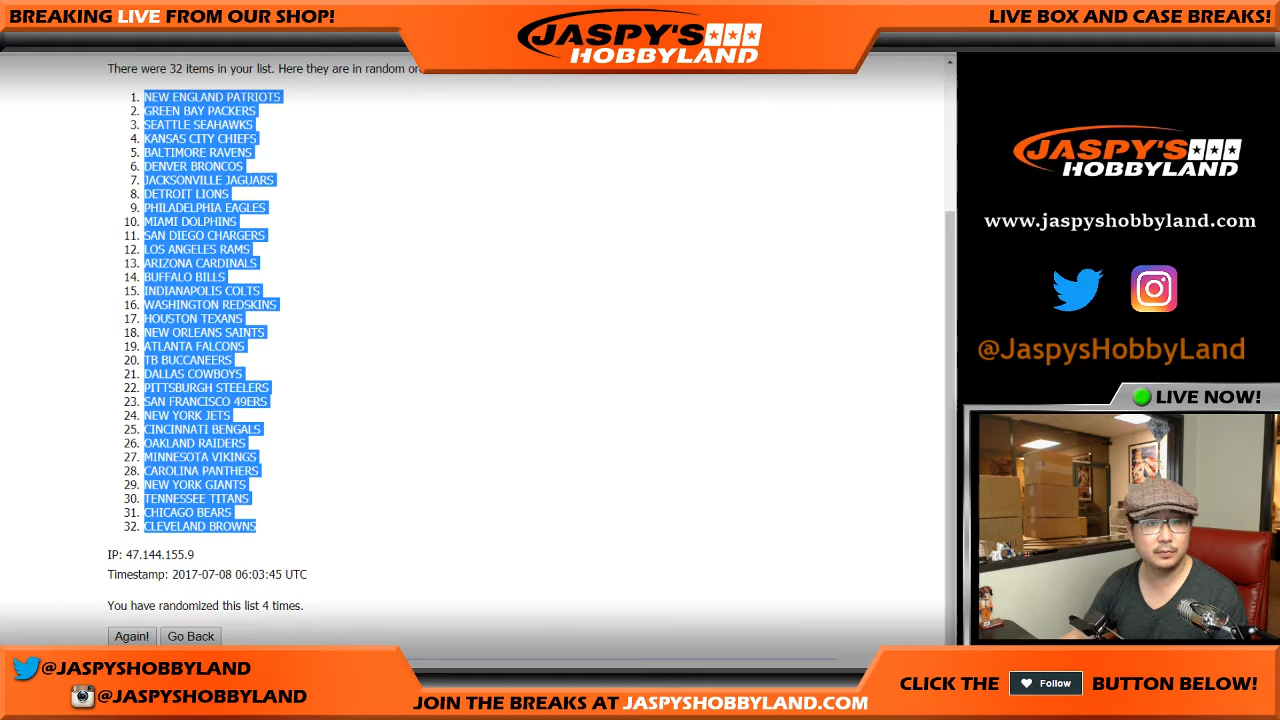 BREAKING LIVE FROM OUR SHOP!
JASPY'S
HOBBYLAND
LIVE BOX AND CASE BREAKS!
There were 32 items in your list. Here they are in random
1. NEW ENGLAND PATRIOTS
2. GREEN BAY PACKERS
3. SEATTLE SEAHAWKS
4. KANSAS CITY CHIEFS
5. BALTIMORE RAVENS
6. DENVER BRONCOS
7. JACKSONVILLE JAGUARS
8. DETROIT LIONS
9. PHILADELPHIA EAGLES
10. MIAMI DOLPHINS
11. SAN DIEGO CHARGERS
12. LOS ANGELES RAMS
13. ARIZONA CARDINALS
14. BUFFALO BILLS
15. INDIANAPOLIS COLTS
16. WASHINGTON REDSKINS
17. HOUSTON TEXANS
18. NEW ORLEANS SAINTS
19. ATLANTA FALCONS
20. TB BUCCANEERS
21. DALLAS COWBOYS
22. PITTSBURGH STEELERS
23. SAN FRANCISCO 49ERS
24. NEW YORK JETS
25. CINCINNATI BENGALS
26. OAKLAND RAIDERS
27. MINNESOTA VIKINGS
28. CAROLINA PANTHERS
29. NEW YORK GIANTS
30. TENNESSEE TITANS
31. CHICAGO BEARS
32. CLEVELAND BROWNS
IP: 47.144.155.9
Timestamp: 2017-07-08 06:03:45 UTC
You have randomized this list 4 times.
Again! Go Back
JASPY'S
HOBBYLAND
www.jaspyshobbyland.com
@JaspysHobbyLand
LIVE NOW!
@JASPYSHOBBYLAND
@JASPYSHOBBYLAND
JOIN THE BREAKS AT JASPYSHOBBYLAND.COM
CLICK THE Follow BUTTON BELOW!